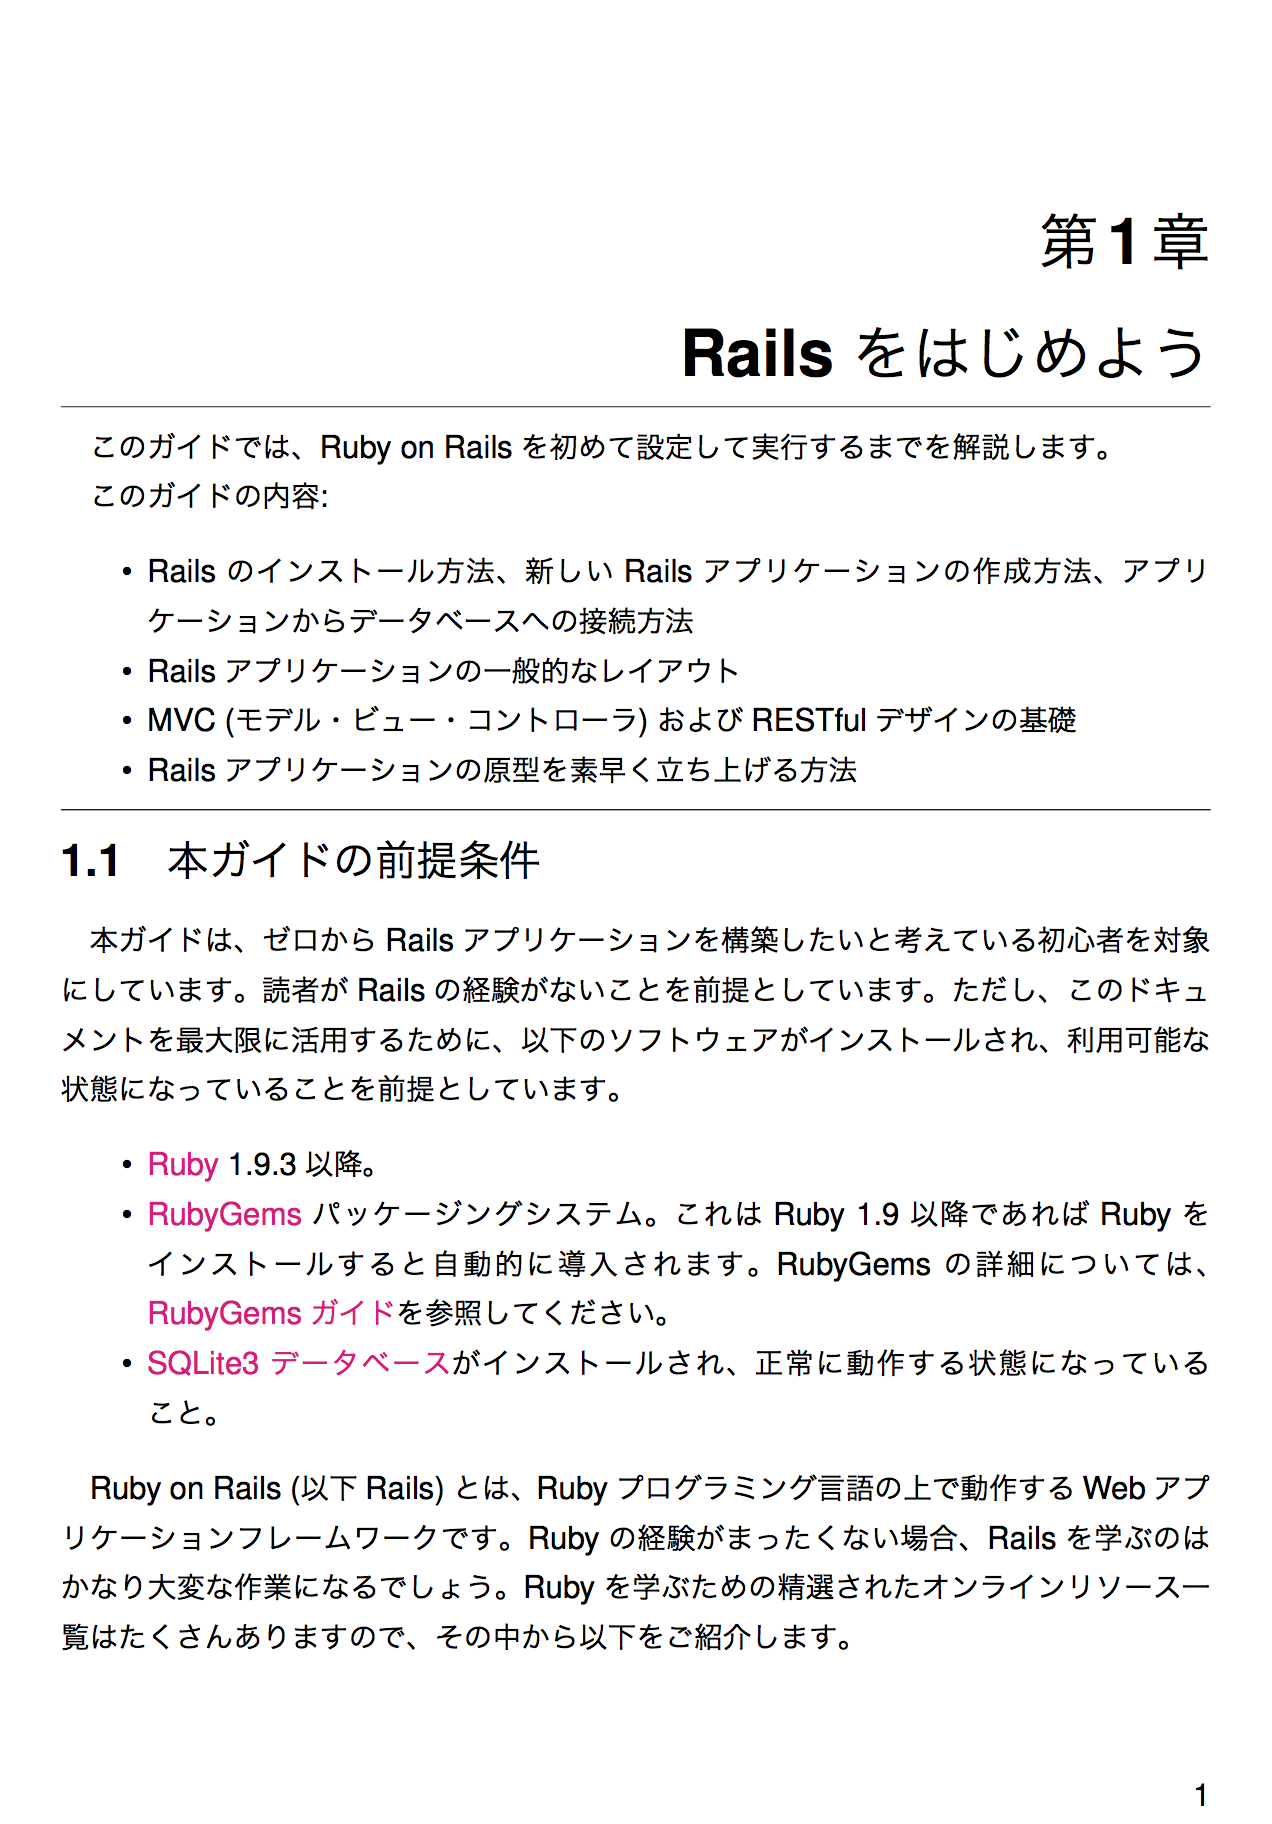 第1章
Rails をはじめよう
このガイドでは、Ruby on Rails を初めて設定して実行するまでを解説します。
このガイドの内容:
• Rails のインストール方法、新しい Rails アプリケーションの作成方法、アプリ
ケーションからデータベースへの接続方法
• Rails アプリケーションの一般的なレイアウト
• MVC (モデル・ビュー・コントローラ) および RESTful デザインの基礎
• Rails アプリケーションの原型を素早く立ち上げる方法
1.1 本ガイドの前提条件
本ガイドは、ゼロから Rails アプリケーションを構築したいと考えている初心者を対象
にしています。読者が Rails の経験がないことを前提としています。ただし、このドキュ
メントを最大限に活用するために、以下のソフトウェアがインストールされ、利用可能な
状態になっていることを前提としています。
• Ruby 1.9.3 以降。
• RubyGems パッケージングシステム。これは Ruby 1.9 以降であれば Ruby を
インストールすると自動的に導入されます。RubyGems の詳細については、
RubyGems ガイドを参照してください。
• SQLite3 データベースがインストールされ、正常に動作する状態になっている
こと。
Ruby on Rails (以下 Rails) とは、Ruby プログラミング言語の上で動作する Web アプ
リケーションフレームワークです。Ruby の経験がまったくない場合、Rails を学ぶのは
かなり大変な作業になるでしょう。Ruby を学ぶための精選されたオンラインリソース一
覧はたくさんありますので、その中から以下をご紹介します。
1